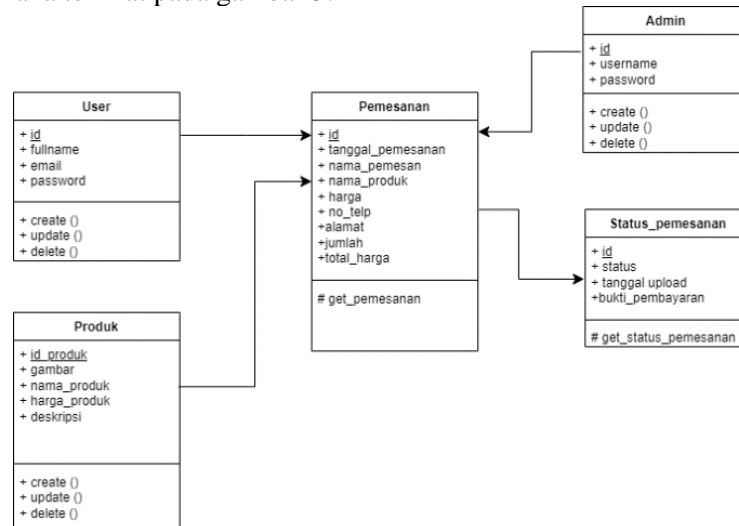 Admin
+ id
+ username
+ password
+ create ()
+ update ()
+ delete ()
User
+ id
+ fullname
+ email
+ password
+ create ()
+ update ()
+ delete ()
Pemesanan
+ id
+ tanggal_pemesanan
+ nama_pemesan
+ nama_produk
+ harga
+ no_telp
+alamat
+jumlah
+total_harga
# get_pemesanan
Status_pemesanan
+ id
+ status
+ tanggal upload
+bukti_pembayaran
# get_status_pemesanan
Produk
+ id_produk
+ gambar
+ nama_produk
+ harga_produk
+ deskripsi
+ create ()
+ update ()
+ delete ()